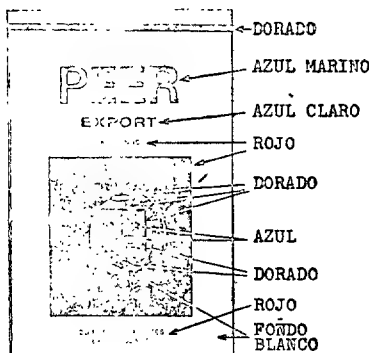 DORADO
PEER
AZUL MARINO
EXPORT
AZUL CLARO
ROJO
DORADO
AZUL
DORADO
ROJO
FONDO
BLANCO